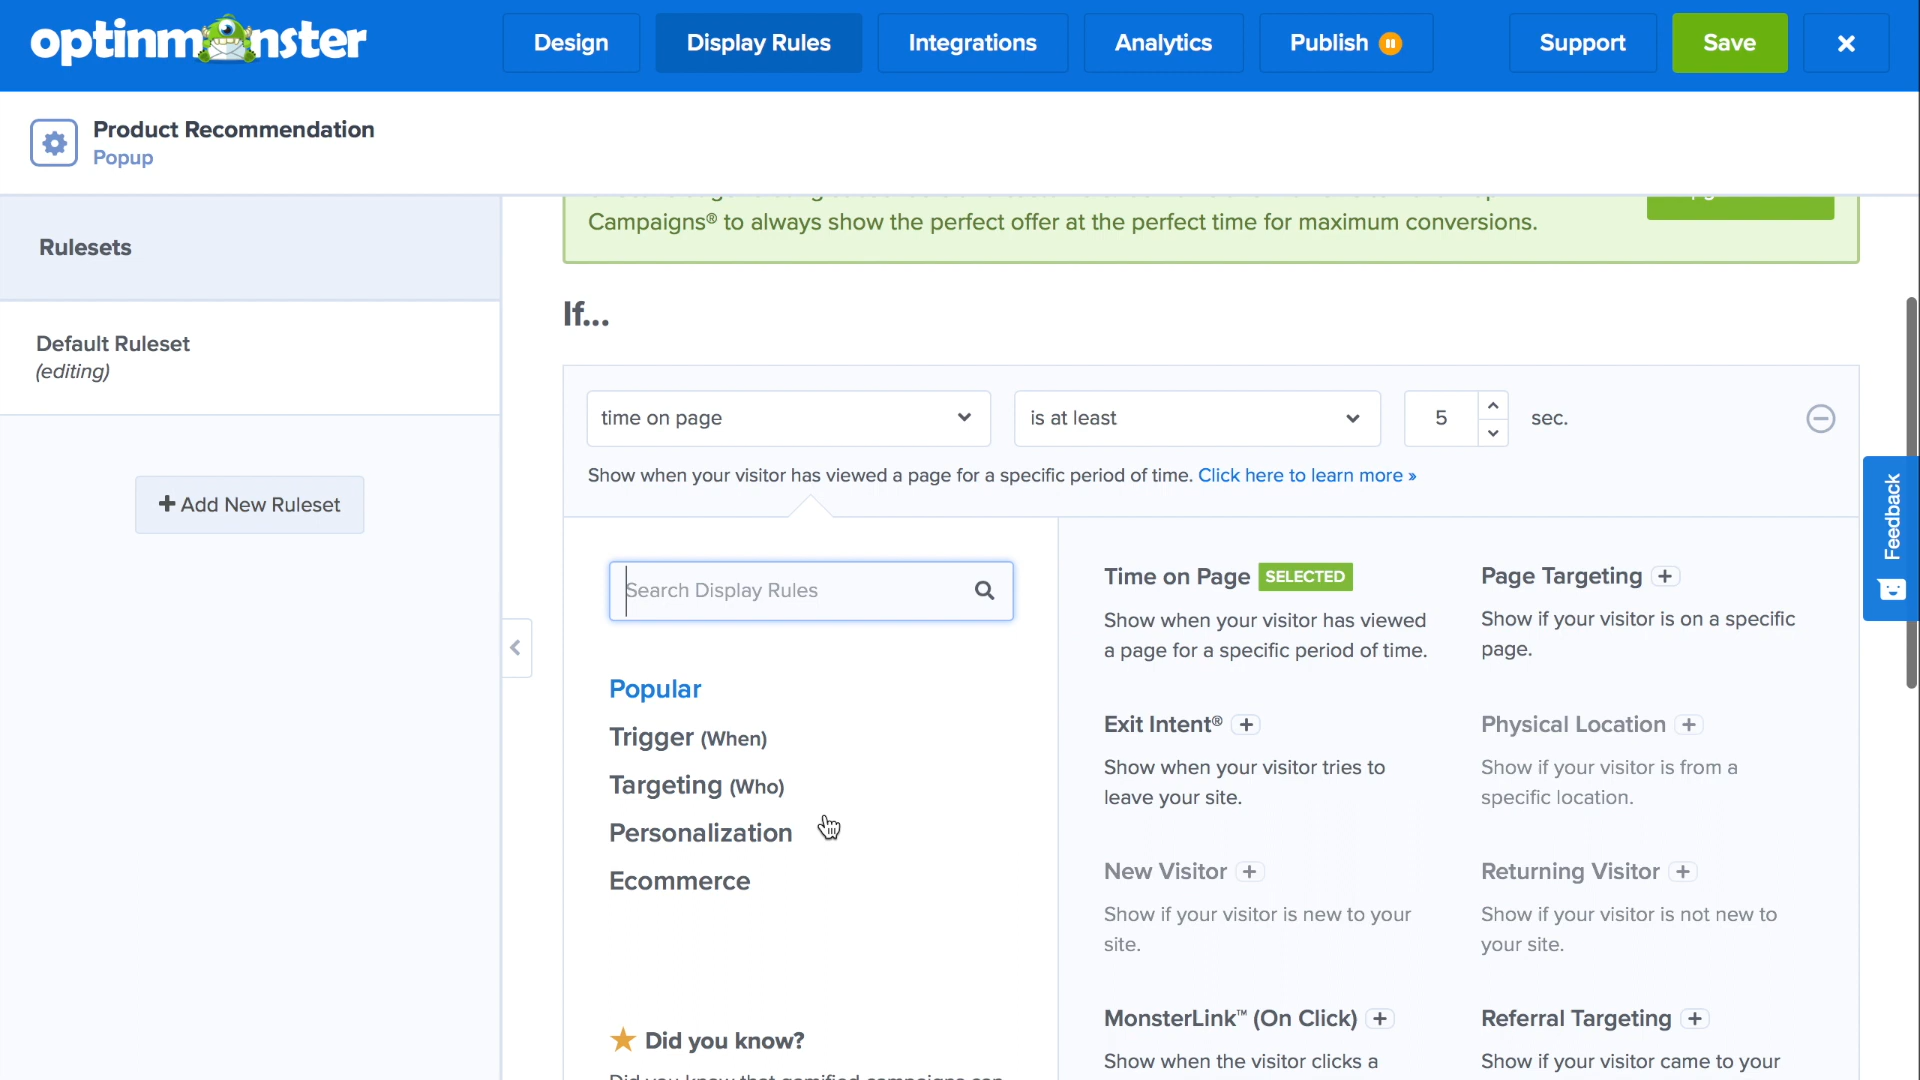 optinmonster
Design
Display Rules
Integrations
Analytics
Publish
Support
Save
Product Recommendation
Popup
Rulesets
Default Ruleset
(editing)
+ Add New Ruleset
Campaigns® to always show the perfect offer at the perfect time for maximum conversions.
If...
time on page
is at least
5
sec.
Show when your visitor has viewed a page for a specific period of time. Click here to learn more »
Feedback
Search Display Rules
Popular
Trigger (When)
Targeting (Who)
Personalization
Ecommerce
Did you know?
Did you know that gamified campaigns can
Time on Page SELECTED
Show when your visitor has viewed
a page for a specific period of time.
Page Targeting +
Show if your visitor is on a specific
page.
Exit Intent® +
Show when your visitor tries to
leave your site.
Physical Location +
Show if your visitor is from a
specific location.
New Visitor +
Show if your visitor is new to your
site.
Returning Visitor +
Show if your visitor is not new to
your site.
MonsterLink™ (On Click) +
Show when the visitor clicks a
Referral Targeting +
Show if your visitor came to your